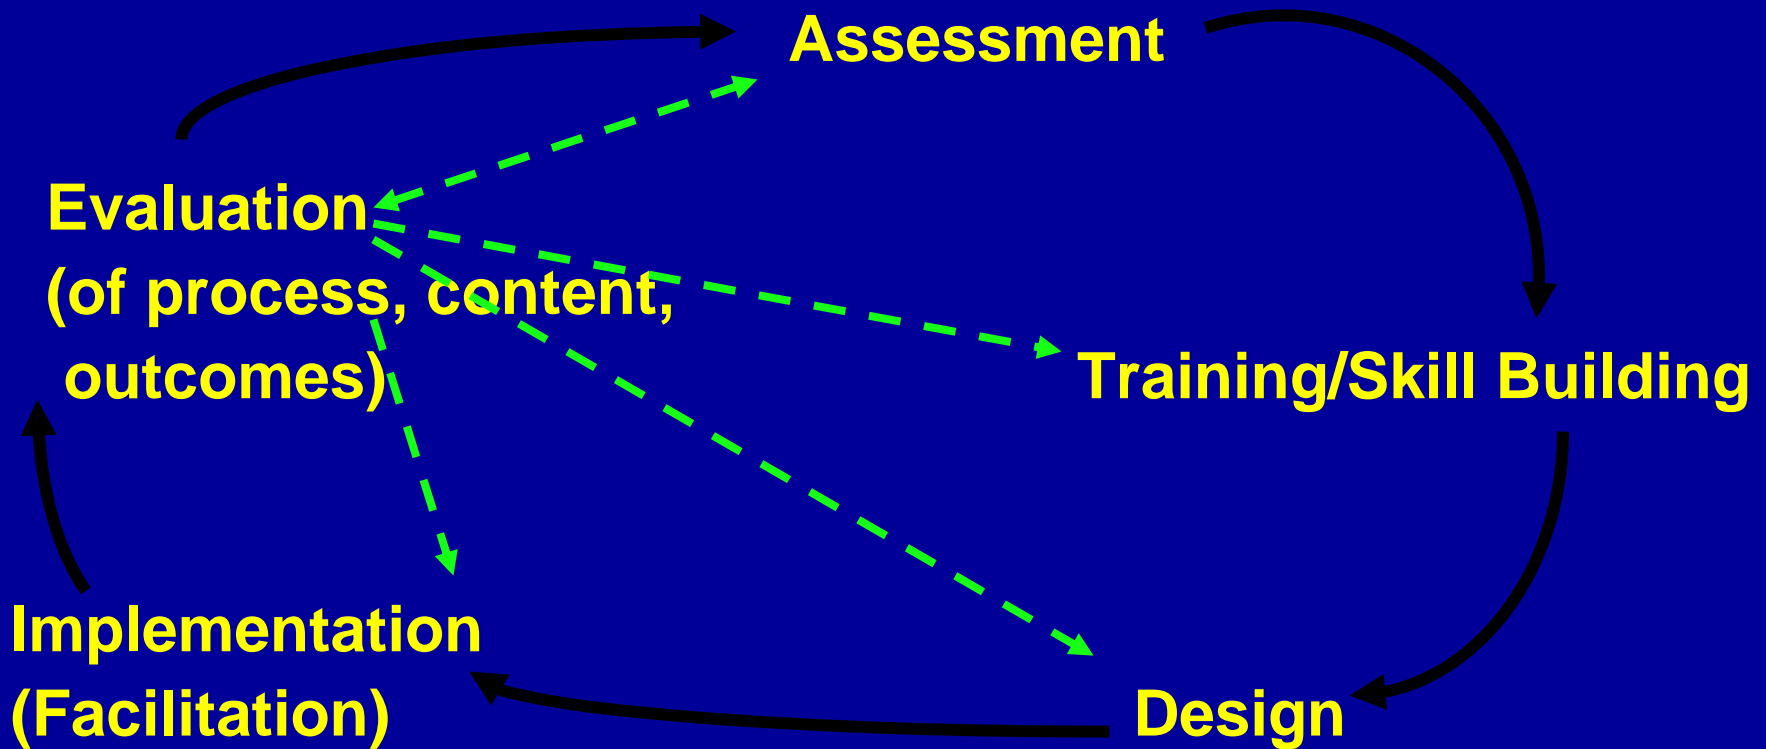 Assessment
Evaluation
(of process, content,
outcomes)
Training/Skill Building
Implementation
(Facilitation)
Design